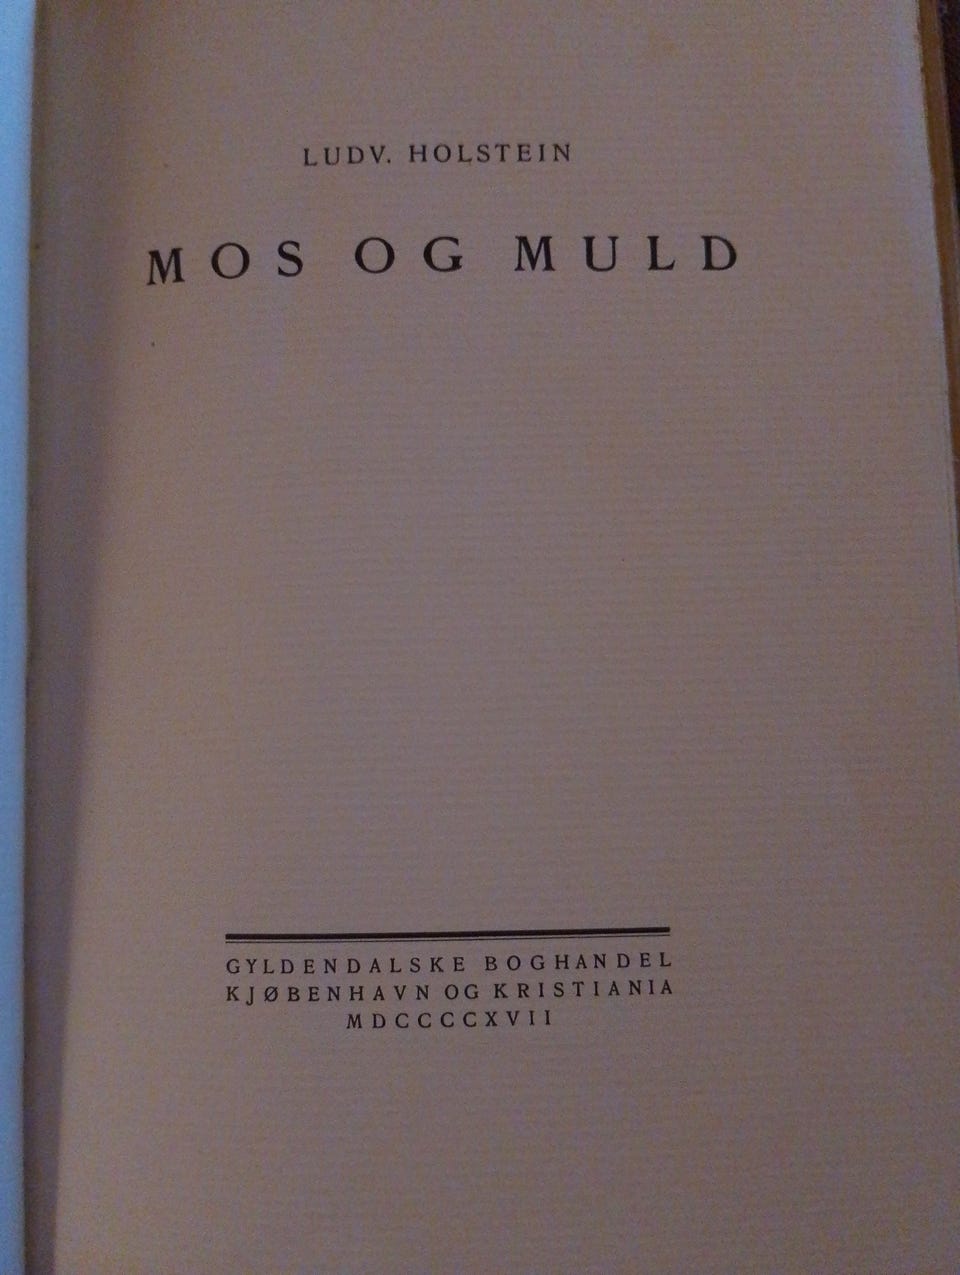 LUDV. HOLSTEIN
MOS OG MULD
GYLDENDALSKE BOGHANDEL
KJØBENHAVN OG KRISTIANIA
MDCCCCXVII